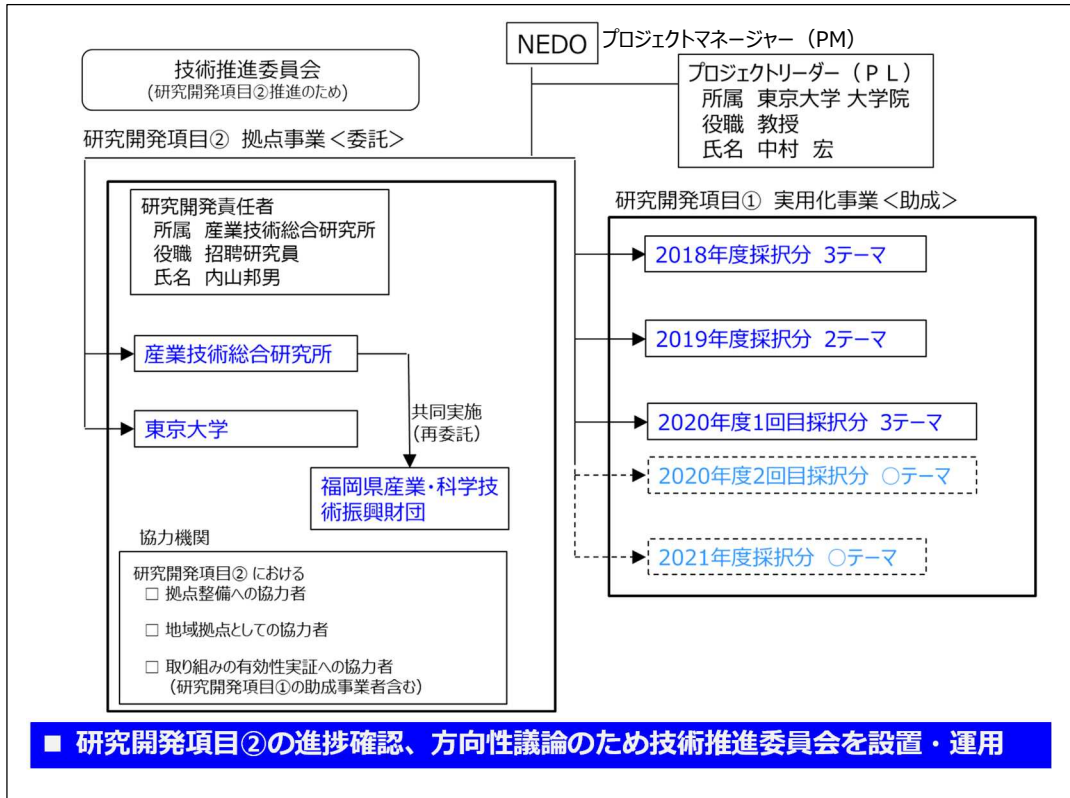 NEDO プロジェクトマネージャー(PM)
技術推進委員会
(研究開発項目②推進のため)
プロジェクトリーダー(PL)
所属 東京大学 大学院
役職 教授
氏名 中村 宏
研究開発項目② 拠点事業<委託>
研究開発責任者
所属 産業技術総合研究所
役職 招聘研究員
氏名 内山邦男
産業技術総合研究所
東京大学
共同実施
(再委託)
福岡県産業・科学技
術振興財団
協力機関
研究開発項目② における
□ 拠点整備への協力者
□ 地域拠点としての協力者
□ 取り組みの有効性実証への協力者
(研究開発項目①の助成事業者含む)
研究開発項目① 実用化事業<助成>
2018年度採択分 3テーマ
2019年度採択分 2テーマ
2020年度1回目採択分 3テーマ
2020年度2回目採択分 ○テーマ
2021年度採択分 ○テーマ
■ 研究開発項目②の進捗確認、方向性議論のため技術推進委員会を設置・運用